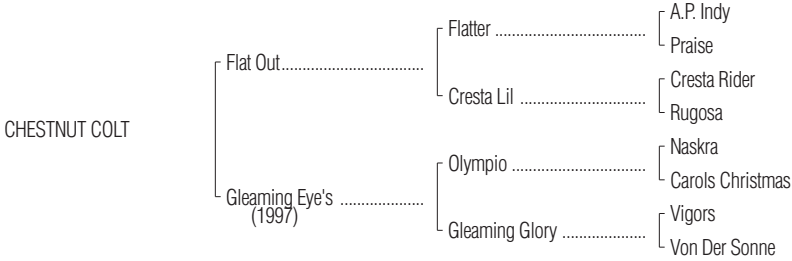 A.P. Indy
Flatter ......................................
Praise
Flat Out...................................
Cresta Rider
Cresta Lil ................................
Rugosa
CHESTNUT COLT
Naskra
Olympio ..................................
Carols Christmas
Gleaming Eye's .....................
(1997)
Vigors
Gleaming Glory .....................
Von Der Sonne